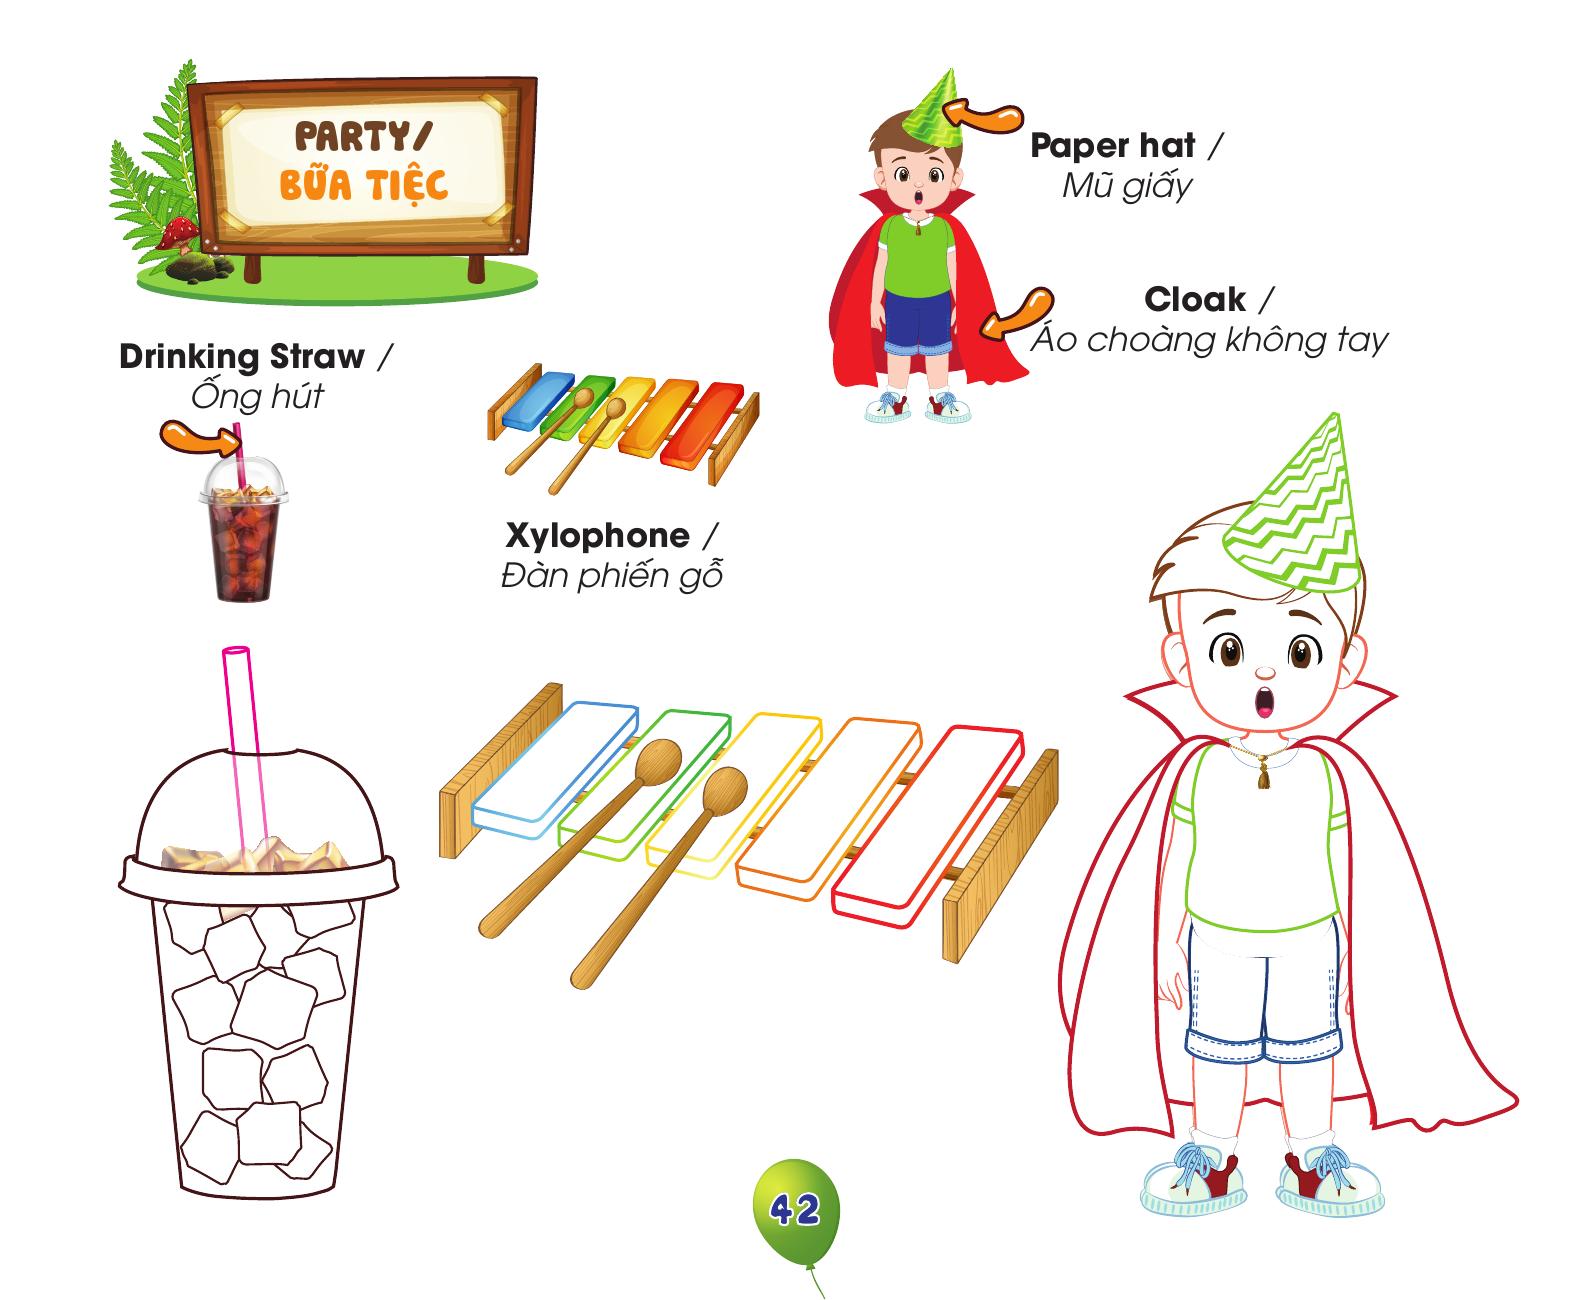 PARTY/
BỮA TIỆC
Paper hat /
Mũ giấy
Cloak /
Áo choàng không tay
Drinking Straw /
Ống hút
Xylophone /
Đàn phiến gỗ
42